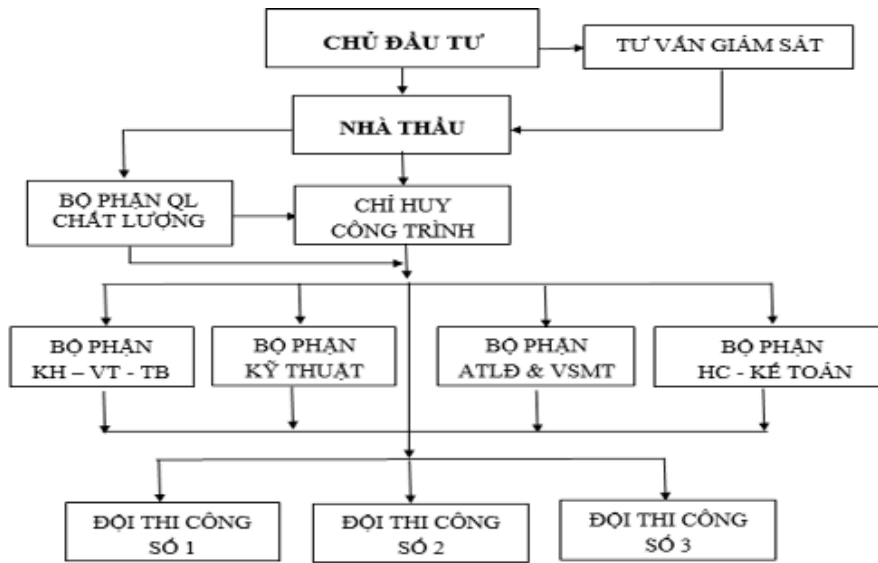 CHỦ ĐẦU TƯ
TƯ VẤN GIÁM SÁT
NHÀ THẦU
BỘ PHẬN QL
CHẤT LƯỢNG
CHỈ HUY
CÔNG TRÌNH
BỘ PHẬN
KH – VT - TB
BỘ PHẬN
KỸ THUẬT
BỘ PHẬN
ATLĐ & VSMT
BỘ PHẬN
HC - KẾ TOÁN
ĐỘI THI CÔNG
SỐ 1
ĐỘI THI CÔNG
SỐ 2
ĐỘI THI CÔNG
SỐ 3